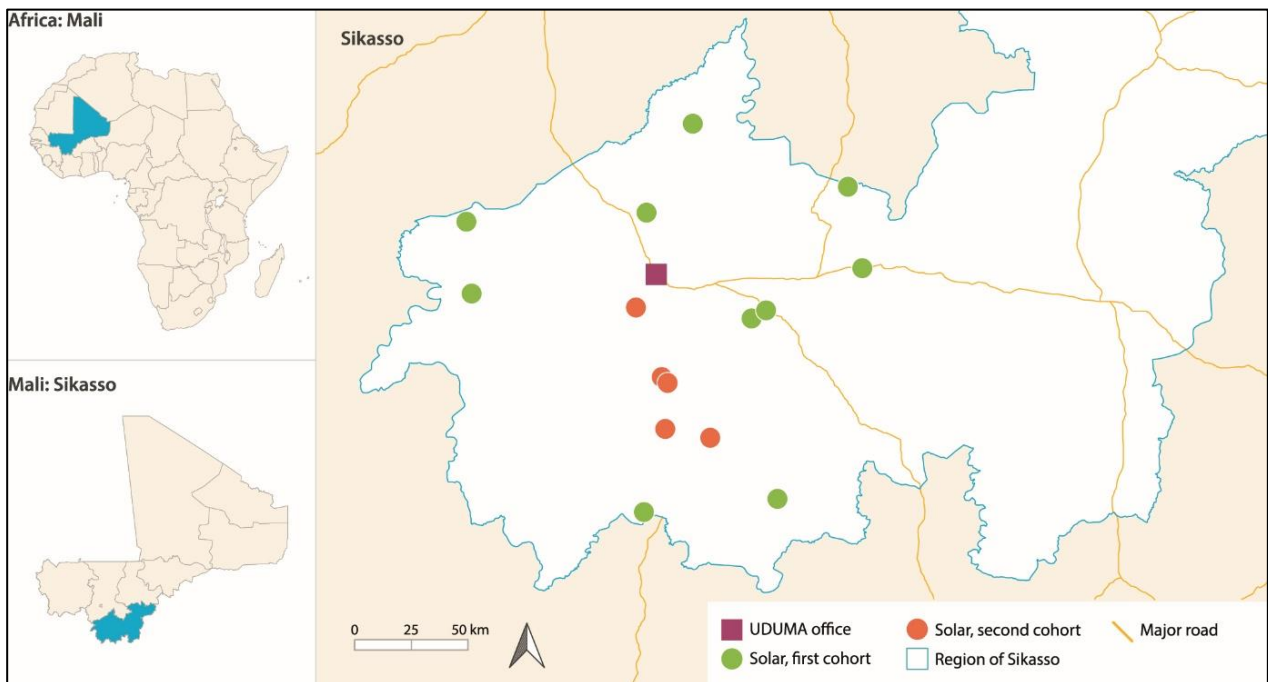 Africa: Mali
Sikasso
Mali: Sikasso
0 25 50 km
UDUMA office
Solar, first cohort
Solar, second cohort
Region of Sikasso
Major road